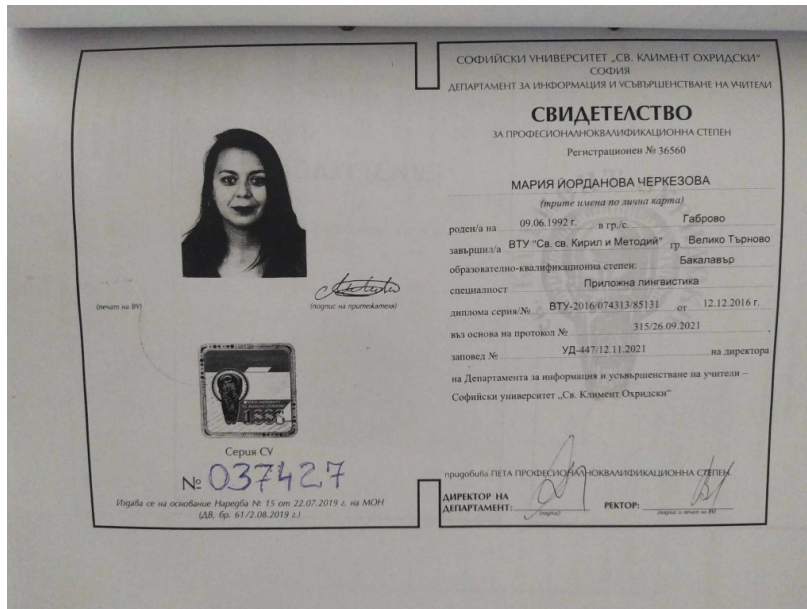 (печат на ВУ)
(подпис на притежателя)
1888
Серия СУ
№ 037427
Издава се на основание Наредба № 15 от 22.07.2019 г. на МОН
(ДВ, бр. 61/2.08.2019 г.)
СОФИЙСКИ УНИВЕРСИТЕТ „СВ. КЛИМЕНТ ОХРИДСКИ“
СОФИЯ
ДЕПАРТАМЕНТ ЗА ИНФОРМАЦИЯ И УСЪВЪРШЕНСТВАНЕ НА УЧИТЕЛИ
СВИДЕТЕЛСТВО
ЗА ПРОФЕСИОНАЛНОКВАЛИФИКАЦИОННА СТЕПЕН
Регистрационен № 36560
МАРИЯ ЙОРДАНОВА ЧЕРКЕЗОВА
(трите имена по лична карта)
роден/а на 09.06.1992 г. в гр./с. Габрово
завършил/а ВТУ "Св. св. Кирил и Методий" гр. Велико Търново
образователно-квалификационна степен: Бакалавър
специалност Приложна лингвистика
диплома серия/№ ВТУ-2016/074313/85131 от 12.12.2016 г.
въз основа на протокол № 315/26.09.2021 ,
заповед № УД-447/12.11.2021 на директора
на Департамента за информация и усъвършенстване на учители –
Софийски университет „Св. Климент Охридски“
придобива ПЕТА ПРОФЕСИОНАЛНОКВАЛИФИКАЦИОННА СТЕПЕН.
ДИРЕКТОР НА
ДЕПАРТАМЕНТ: РЕКТОР:
(подпис) (подпис и печат на ВУ)